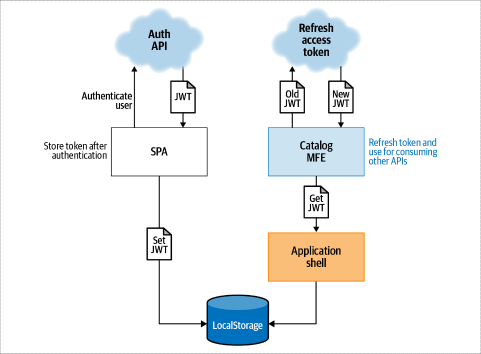 Auth
API
Refresh
access
token
Authenticate
user
JWT
Old
JWT
New
JWT
Store token after
authentication
SPA
Catalog
MFE
Refresh token and
use for consuming
other APIs
Get
JWT
Set
JWT
Application
shell
LocalStorage